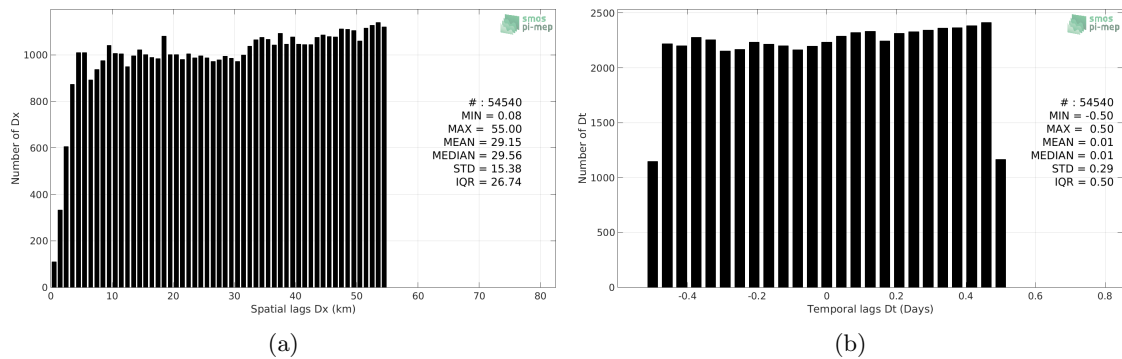 smos
pi-mep
1000
800
600
400
200
0
Number of Dx
# : 54540
MIN = 0.08
MAX = 55.00
MEAN = 29.15
MEDIAN = 29.56
STD = 15.38
IQR = 26.74
0 10 20 30 40 50 60 70 80
Spatial lags Dx (km)
(a)
smos
pi-mep
2500
2000
1500
1000
500
0
Number of Dt
# : 54540
MIN = -0.50
MAX = 0.50
MEAN = 0.01
MEDIAN = 0.01
STD = 0.29
IQR = 0.50
-0.4 -0.2 0 0.2 0.4 0.6 0.8
Temporal lags Dt (Days)
(b)